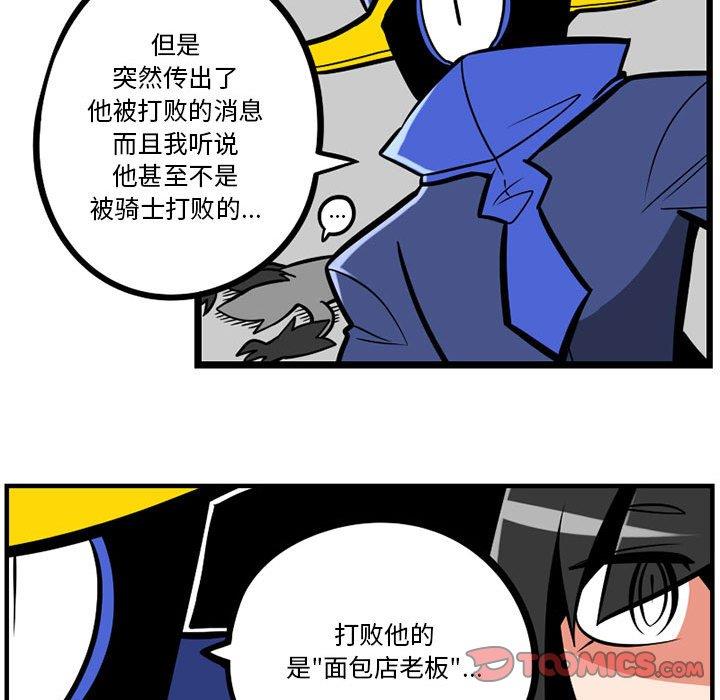 但是
突然传出了
他被打败的消息
而且我听说
他甚至不是
被骑士打败的...
...
打败他的
是"面包店老板"...
TOOMICS.COM